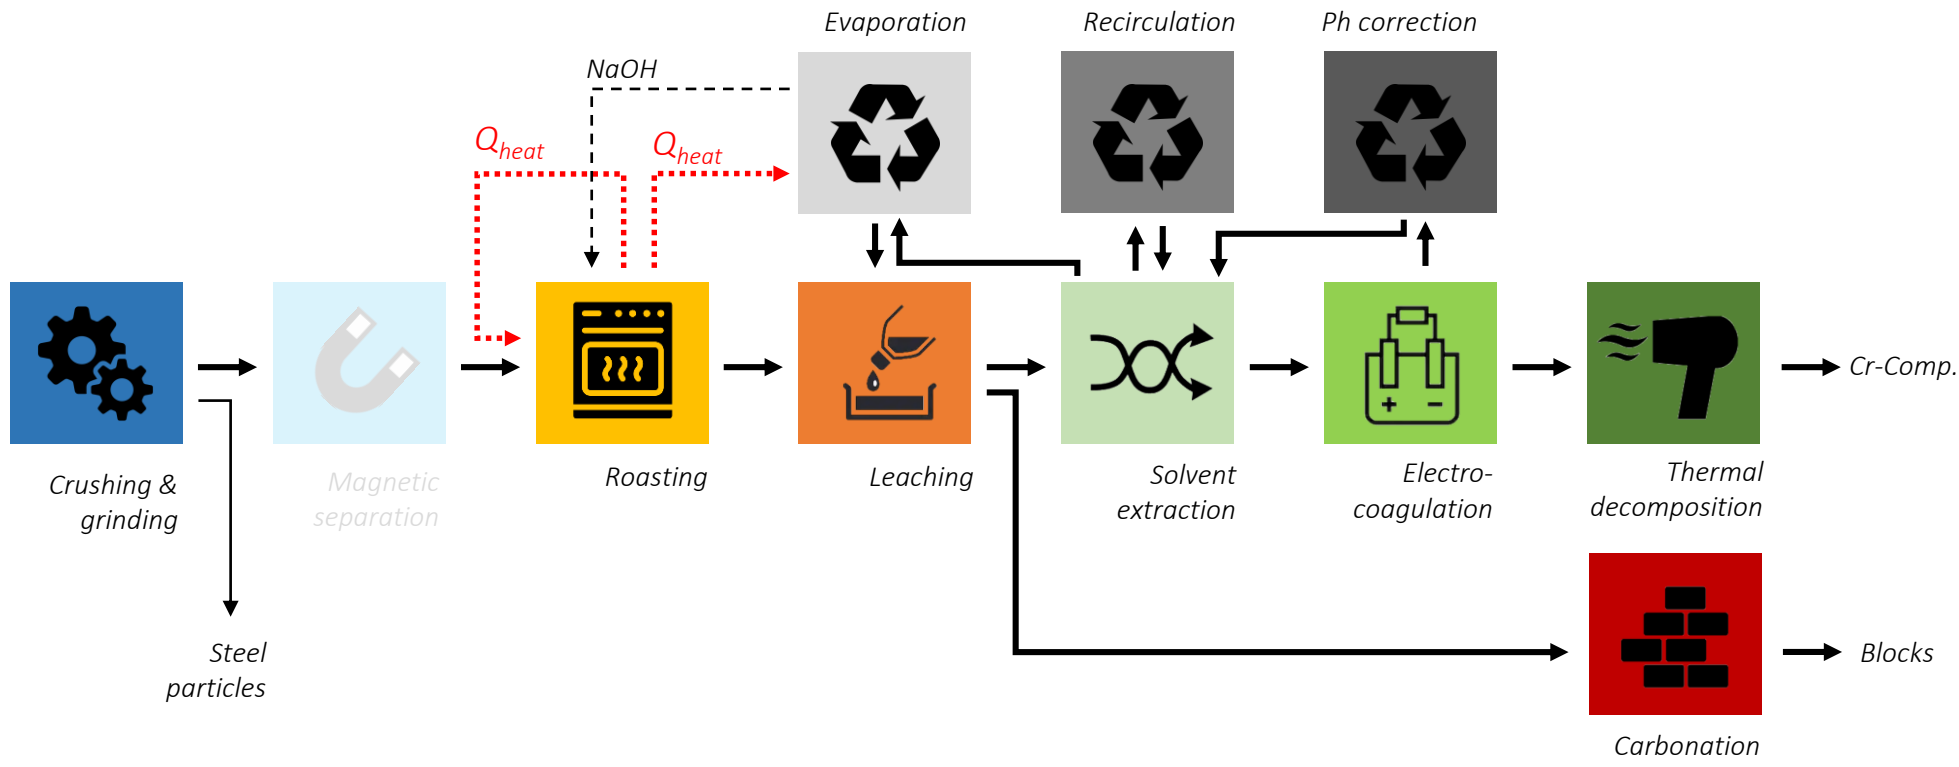 Evaporation
Recirculation
Ph correction
NaOH
Qheat
Qheat
Crushing &
grinding
Magnetic
separation
Roasting
Leaching
Solvent
extraction
Electro-
coagulation
Thermal
decomposition
Cr-Comp.
Steel
particles
Blocks
Carbonation